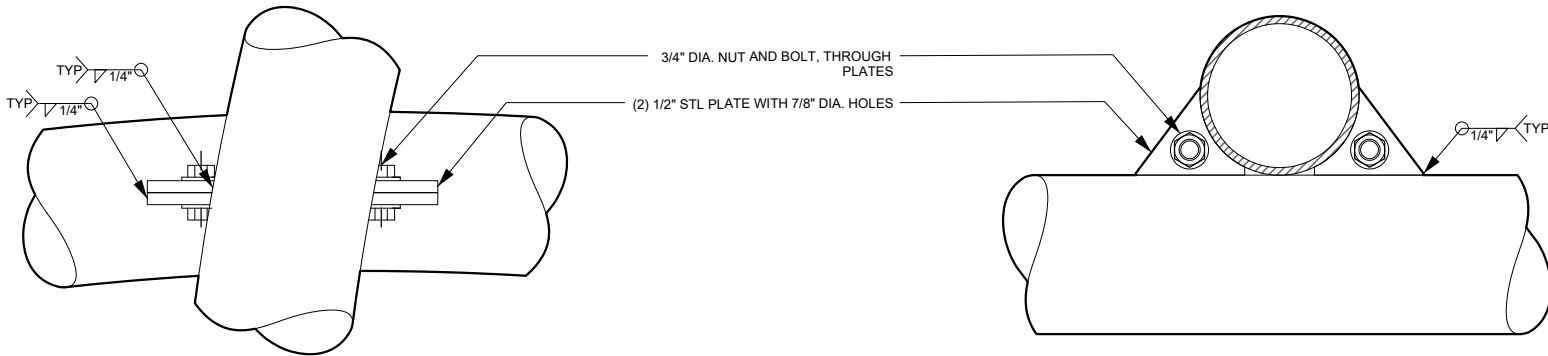 TYP 1/4"
TYP 1/4"
3/4" DIA. NUT AND BOLT, THROUGH
PLATES
(2) 1/2" STL PLATE WITH 7/8" DIA. HOLES
1/4" TYP